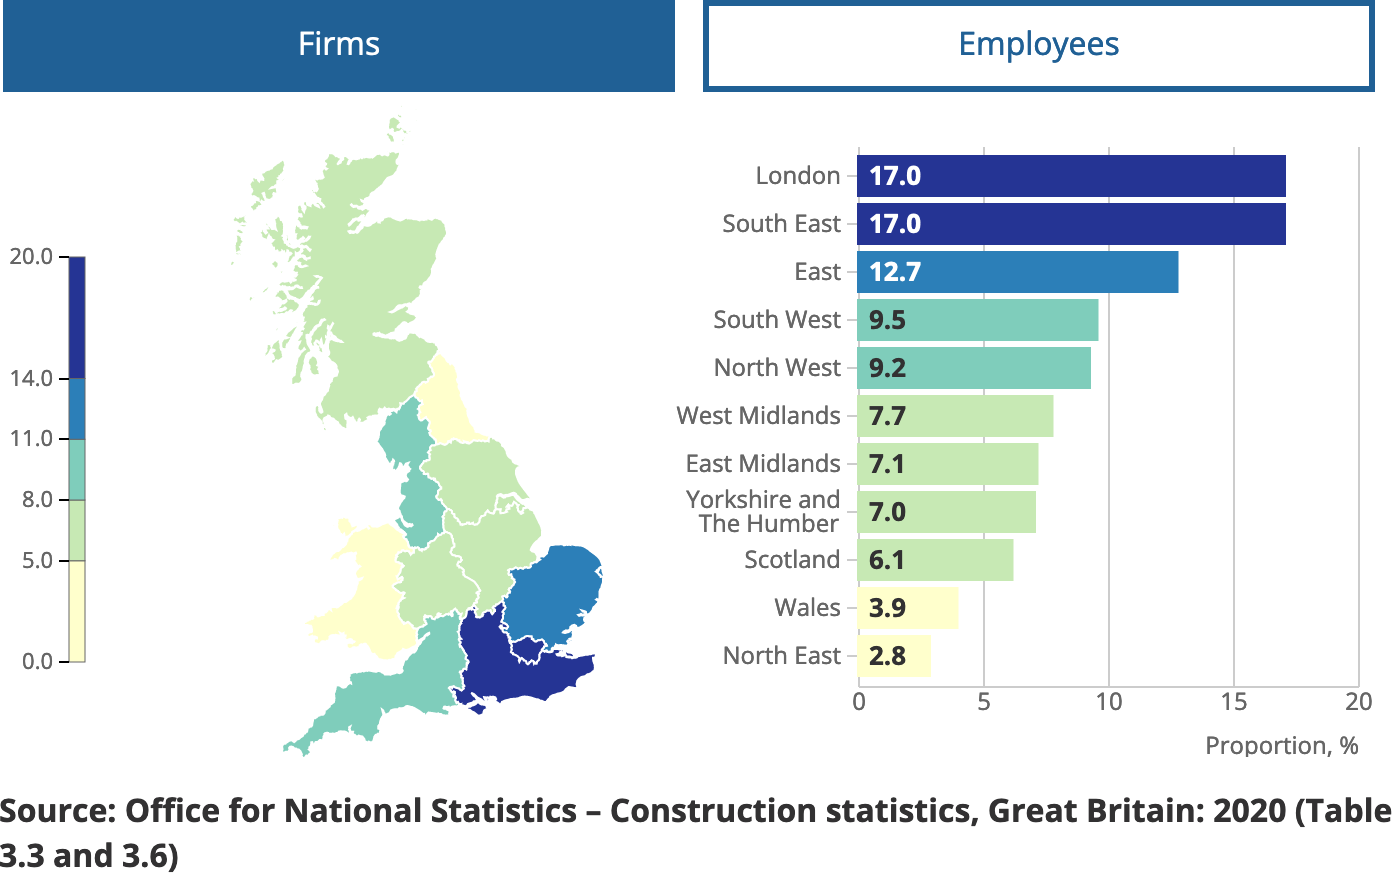 Firms
Employees
20.0
14.0
11.0
8.0
5.0
0.0
London 17.0
South East 17.0
East 12.7
South West 9.5
North West 9.2
West Midlands 7.7
East Midlands 7.1
Yorkshire and
The Humber 7.0
Scotland 6.1
Wales 3.9
North East 2.8
0 5 10 15 20
Proportion, %
Source: Office for National Statistics – Construction statistics, Great Britain: 2020 (Table
3.3 and 3.6)